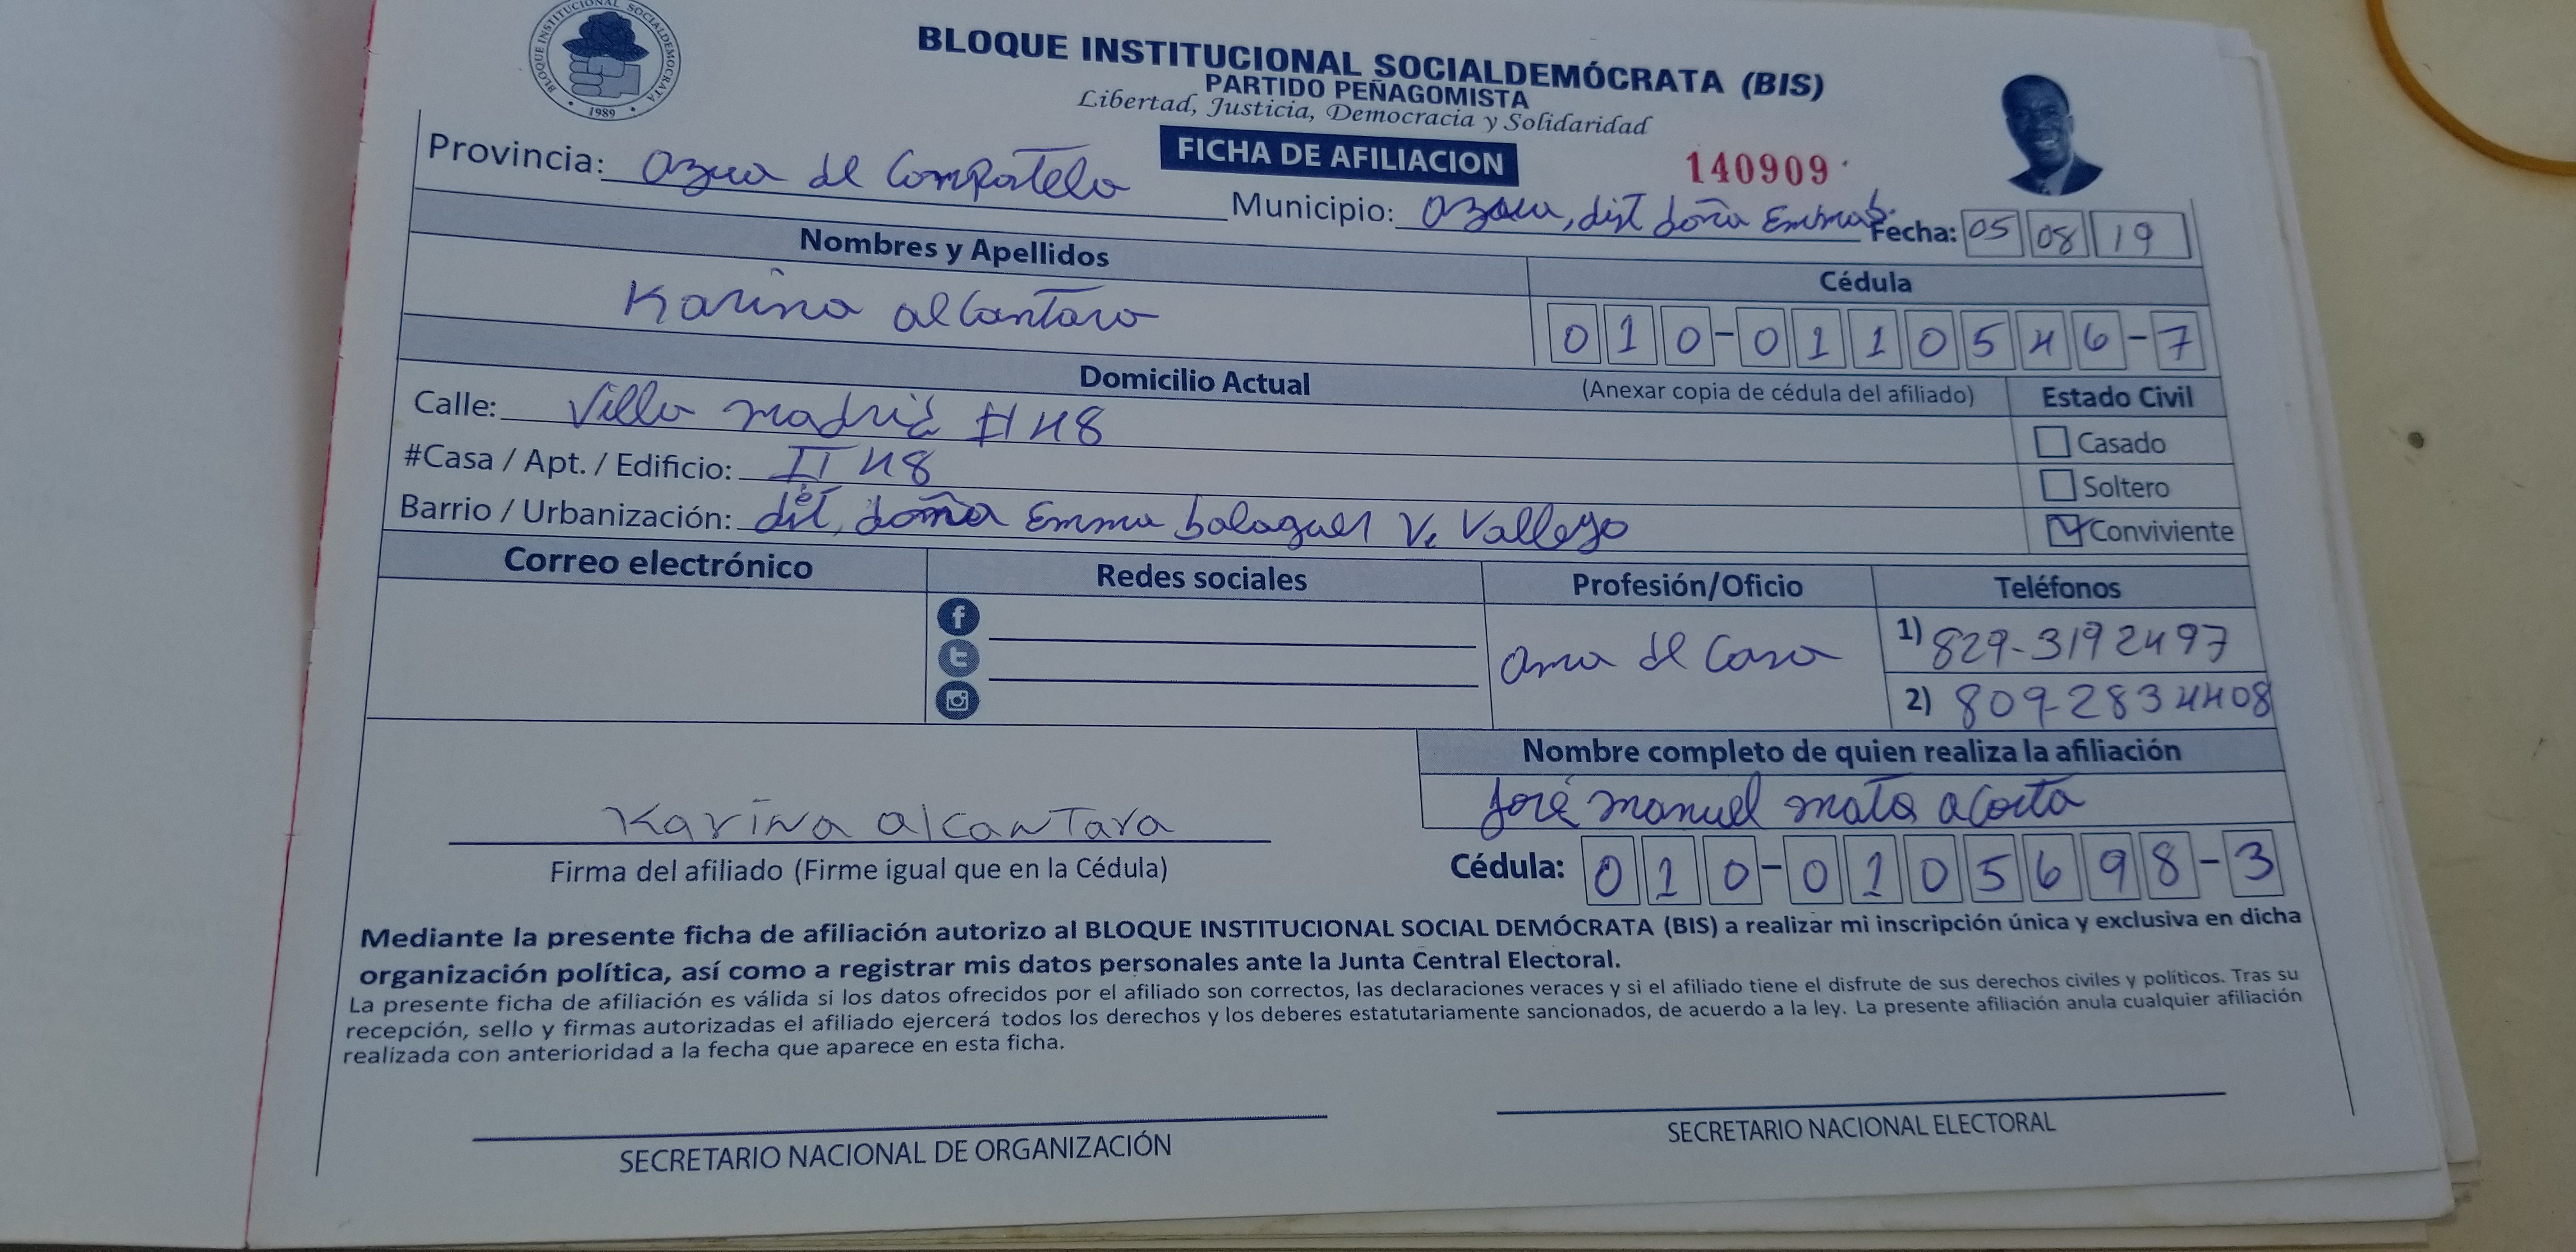 BLOQUE INSTITUCIONAL SOCIALDEMOCRATA
1989
BLOQUE INSTITUCIONAL SOCIALDEMÓCRATA (BIS)
PARTIDO PEÑAGOMISTA
Libertad, Justicia, Democracia y Solidaridad
FICHA DE AFILIACION
140909
Provincia: azua de Compostela
Municipio: azua, dist doña Emma B.
Fecha: 05 08 19
Nombres y Apellidos
Cédula
Karina alcantara
010-0110546-7
Domicilio Actual
(Anexar copia de cédula del afiliado)
Estado Civil
Calle: Villa madrid #48
Casado
#Casa / Apt. / Edificio: # 48
Soltero
Barrio / Urbanización: dist, doña Emma balaguer V. Vallejo
Conviviente
Correo electrónico
Redes sociales
Profesión/Oficio
Teléfonos
ama de Casa
1) 829-3192497
2) 809-2834408
Nombre completo de quien realiza la afiliación
José manuel mata acosta
Karina alcantara
Firma del afiliado (Firme igual que en la Cédula)
Cédula: 010-0105698-3
Mediante la presente ficha de afiliación autorizo al BLOQUE INSTITUCIONAL SOCIAL DEMÓCRATA (BIS) a realizar mi inscripción única y exclusiva en dicha
organización política, así como a registrar mis datos personales ante la Junta Central Electoral.
La presente ficha de afiliación es válida si los datos ofrecidos por el afiliado son correctos, las declaraciones veraces y si el afiliado tiene el disfrute de sus derechos civiles y políticos. Tras su
recepción, sello y firmas autorizadas el afiliado ejercerá todos los derechos y los deberes estatutariamente sancionados, de acuerdo a la ley. La presente afiliación anula cualquier afiliación
realizada con anterioridad a la fecha que aparece en esta ficha.
SECRETARIO NACIONAL DE ORGANIZACIÓN
SECRETARIO NACIONAL ELECTORAL